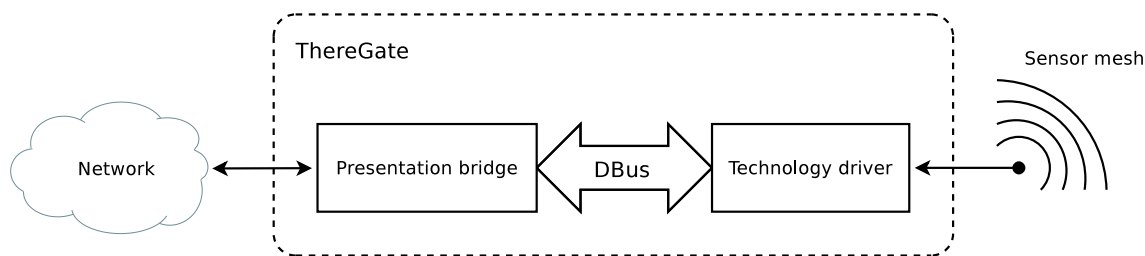 ThereGate
Sensor mesh
Network
Presentation bridge
DBus
Technology driver